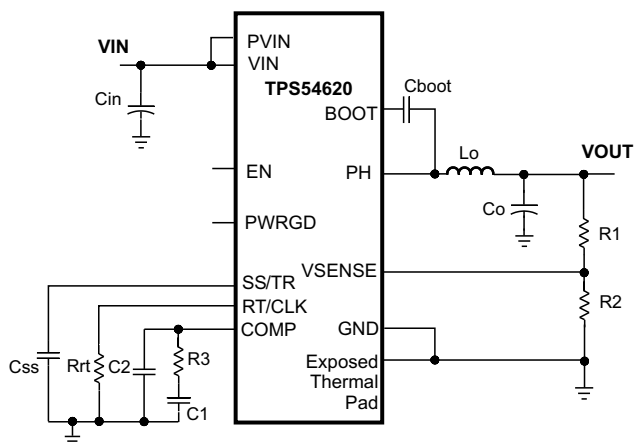 PVIN
VIN
VIN
TPS54620
Cin
Cboot
BOOT
Lo
VOUT
EN
PH
Co
R1
PWRGD
VSENSE
SS/TR
R2
RT/CLK
COMP
GND
Css
Rrt
C2
R3
C1
Exposed
Thermal
Pad